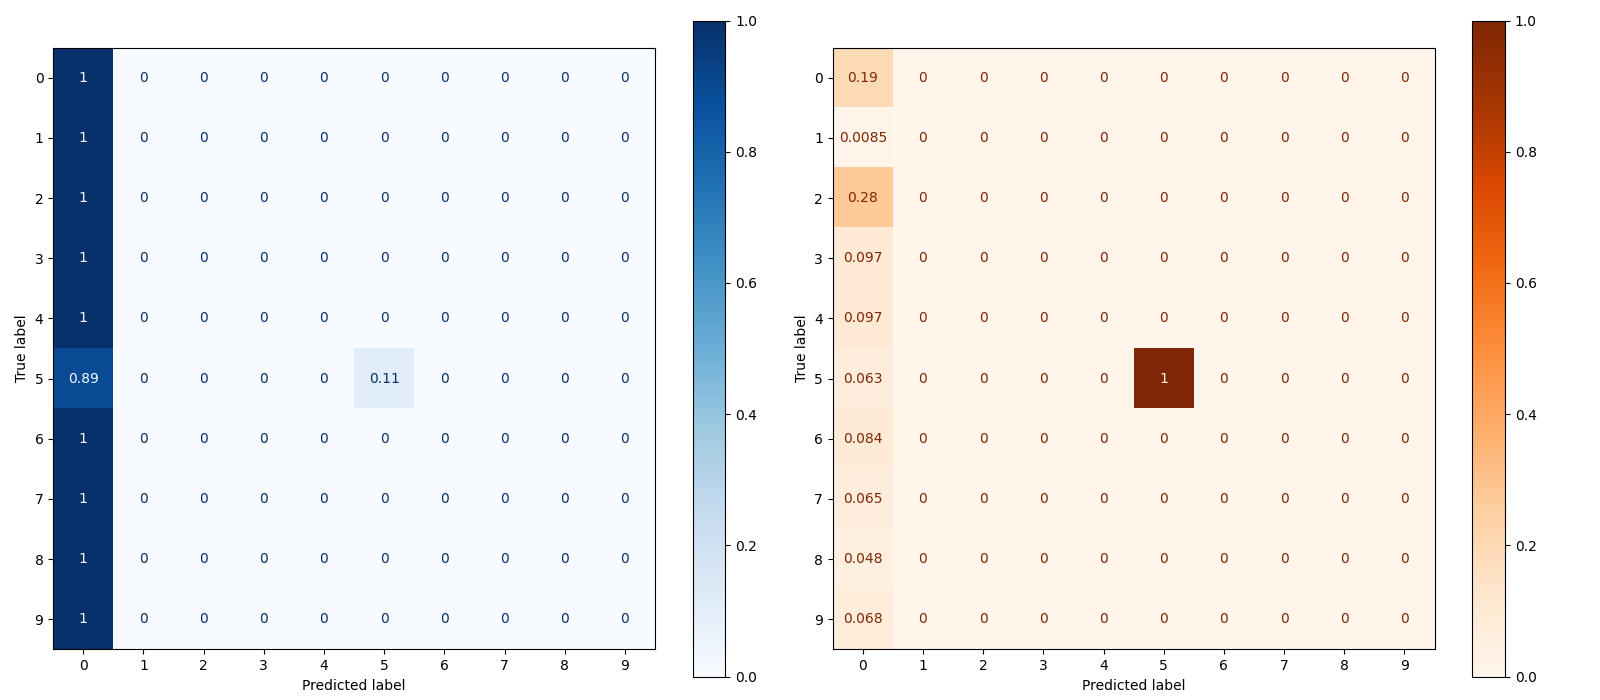 0 1 0 0 0 0 0 0 0 0 0
1 1 0 0 0 0 0 0 0 0 0
2 1 0 0 0 0 0 0 0 0 0
3 1 0 0 0 0 0 0 0 0 0
4 1 0 0 0 0 0 0 0 0 0
5 0.89 0 0 0 0 0.11 0 0 0 0
6 1 0 0 0 0 0 0 0 0 0
7 1 0 0 0 0 0 0 0 0 0
8 1 0 0 0 0 0 0 0 0 0
9 1 0 0 0 0 0 0 0 0 0
0 1 2 3 4 5 6 7 8 9
True label
Predicted label
1.0
0.8
0.6
0.4
0.2
0.0
0 0.19 0 0 0 0 0 0 0 0 0
1 0.0085 0 0 0 0 0 0 0 0 0
2 0.28 0 0 0 0 0 0 0 0 0
3 0.097 0 0 0 0 0 0 0 0 0
4 0.097 0 0 0 0 0 0 0 0 0
5 0.063 0 0 0 0 1 0 0 0 0
6 0.084 0 0 0 0 0 0 0 0 0
7 0.065 0 0 0 0 0 0 0 0 0
8 0.048 0 0 0 0 0 0 0 0 0
9 0.068 0 0 0 0 0 0 0 0 0
0 1 2 3 4 5 6 7 8 9
True label
Predicted label
1.0
0.8
0.6
0.4
0.2
0.0